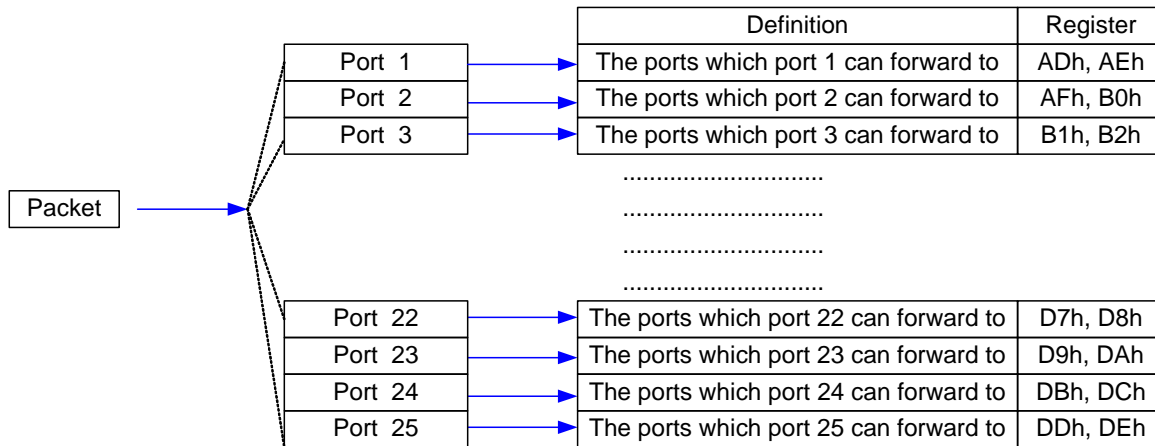 Definition Register
Port 1 The ports which port 1 can forward to ADh, AEh
Port 2 The ports which port 2 can forward to AFh, B0h
Port 3 The ports which port 3 can forward to B1h, B2h
..............................
Packet
..............................
..............................
..............................
Port 22 The ports which port 22 can forward to D7h, D8h
Port 23 The ports which port 23 can forward to D9h, DAh
Port 24 The ports which port 24 can forward to DBh, DCh
Port 25 The ports which port 25 can forward to DDh, DEh